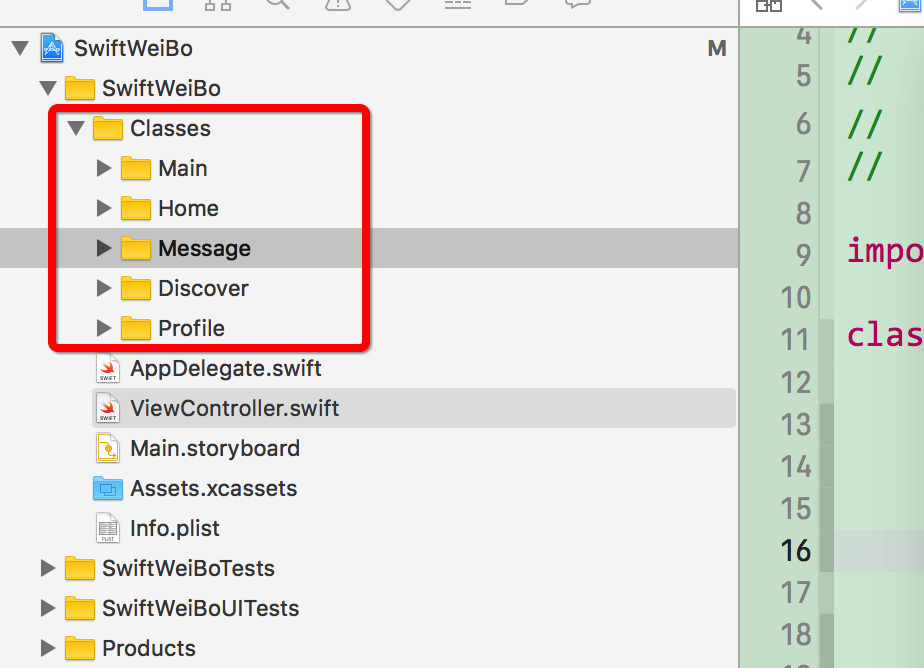 SwiftWeiBo M
SwiftWeiBo
Classes
Main
Home
Message
Discover
Profile
AppDelegate.swift
ViewController.swift
Main.storyboard
Assets.xcassets
Info.plist
SwiftWeiBoTests
SwiftWeiBoUITests
Products
4 //
5 //
6 //
7 //
8
9 impo
10
11 clas
12
13
14
15
16
17
18